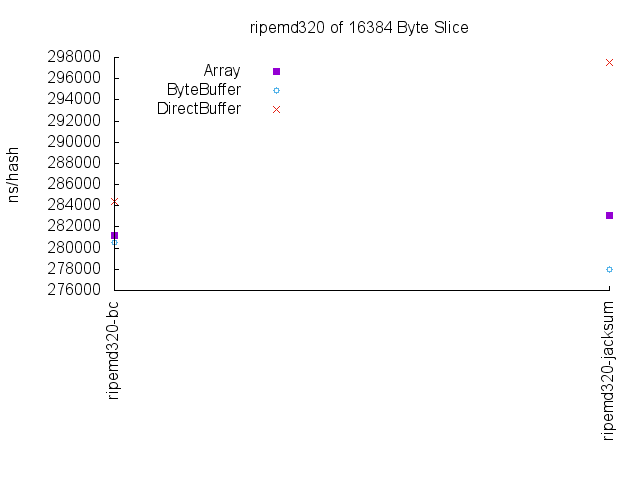 ripemd320 of 16384 Byte Slice
ns/hash
298000
296000
294000
292000
290000
288000
286000
284000
282000
280000
278000
276000
Array
ByteBuffer
DirectBuffer
ripemd320-bc
ripemd320-jacksum